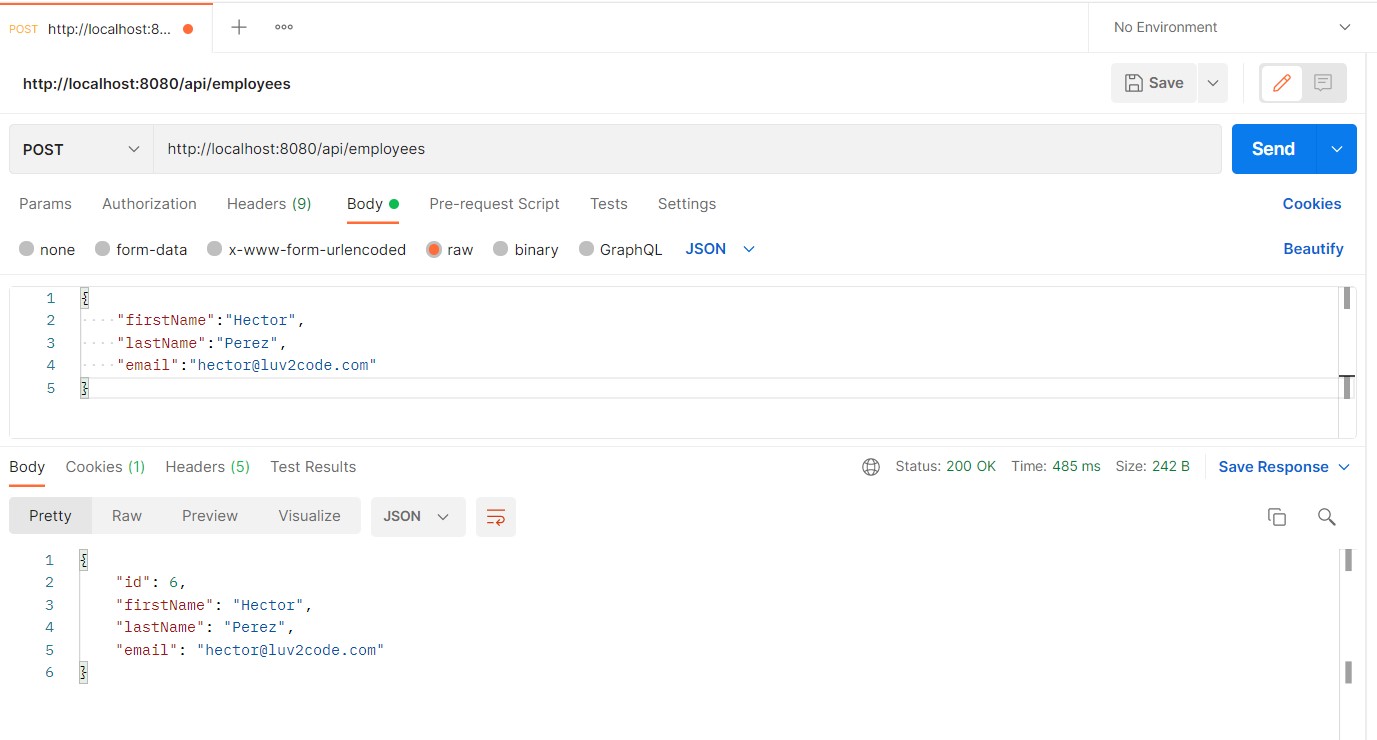 POST http://localhost:8... No Environment
http://localhost:8080/api/employees Save
POST http://localhost:8080/api/employees Send
Params Authorization Headers (9) Body Pre-request Script Tests Settings Cookies
none form-data x-www-form-urlencoded raw binary GraphQL JSON Beautify
1 {
2 ····"firstName":"Hector",
3 ····"lastName":"Perez",
4 ····"email":"hector@luv2code.com"
5 }
Body Cookies (1) Headers (5) Test Results Status: 200 OK Time: 485 ms Size: 242 B Save Response
Pretty Raw Preview Visualize JSON
1 {
2 "id": 6,
3 "firstName": "Hector",
4 "lastName": "Perez",
5 "email": "hector@luv2code.com"
6 }